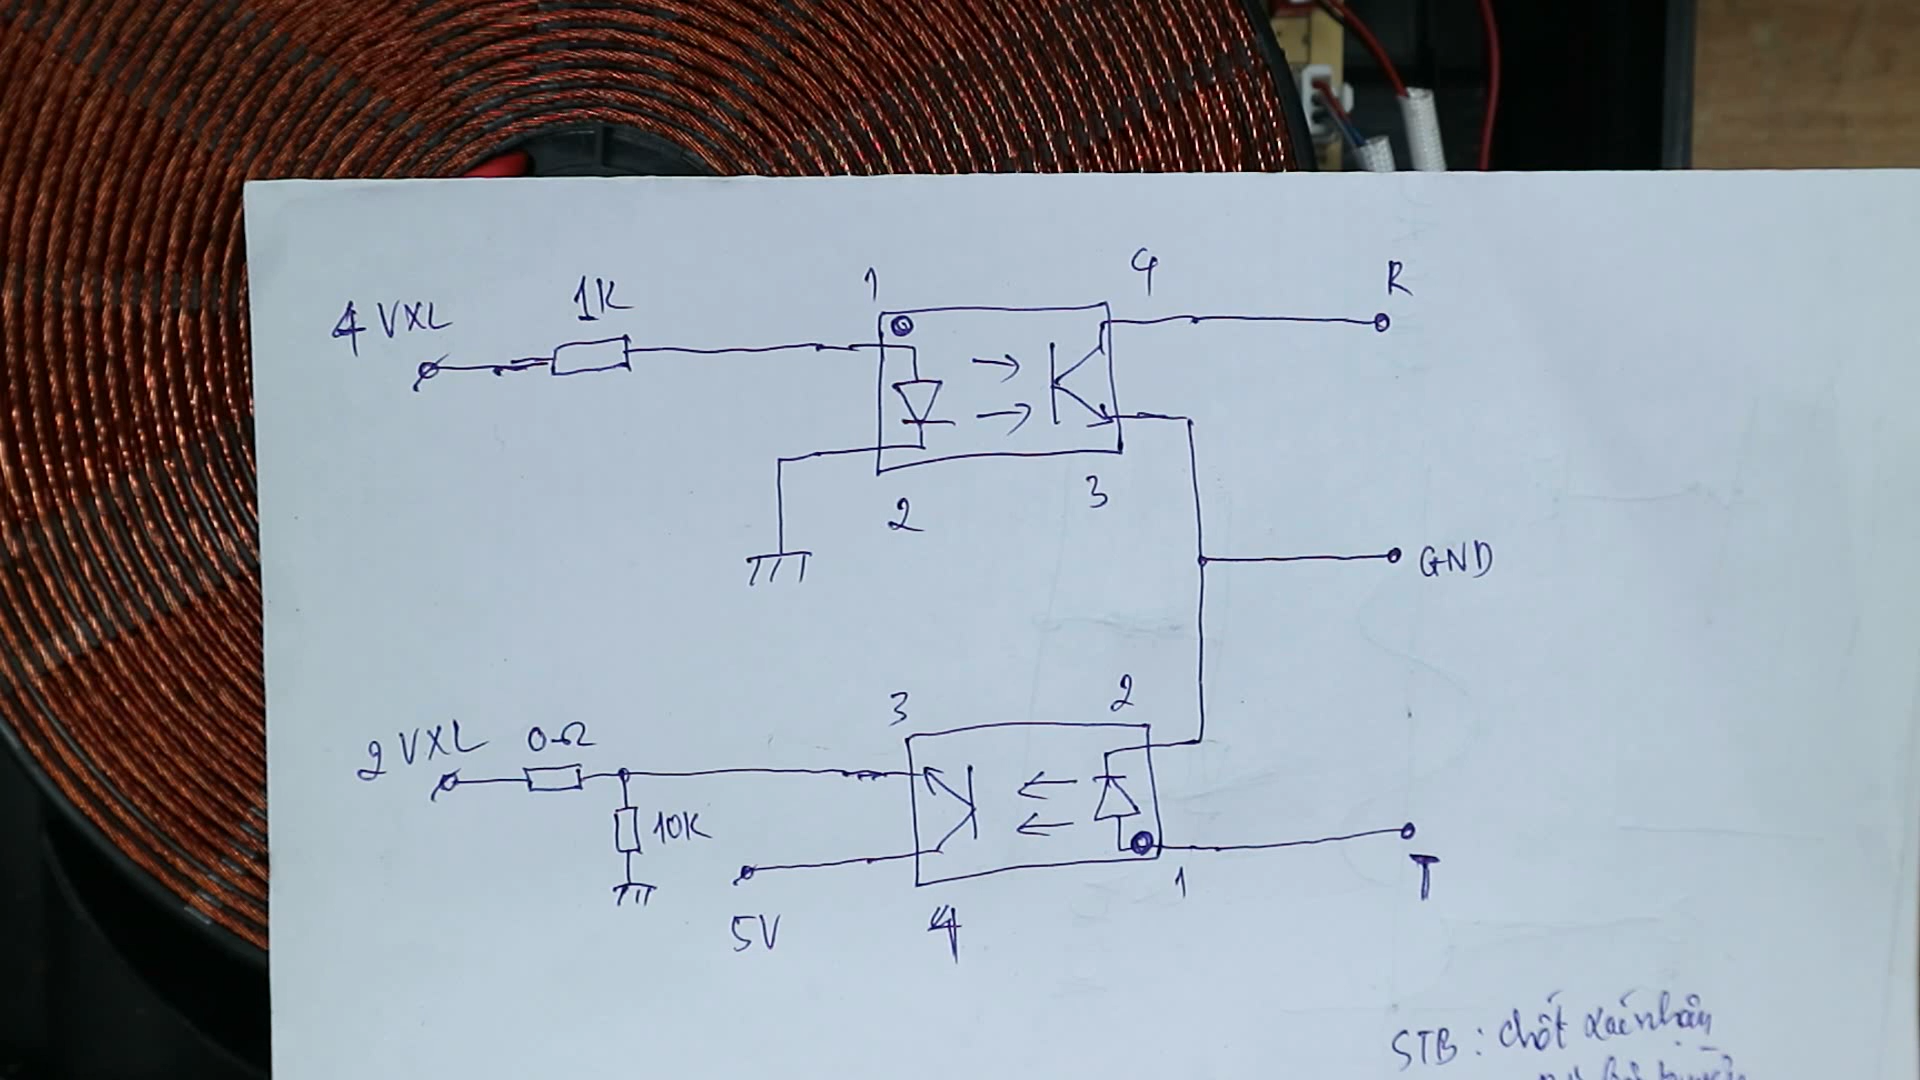 1 4 R
4 VXL 1K
2 3
GND
3 2
2 VXL 0Ω
10K
1 T
5V 4
STB : chốt xác nhận